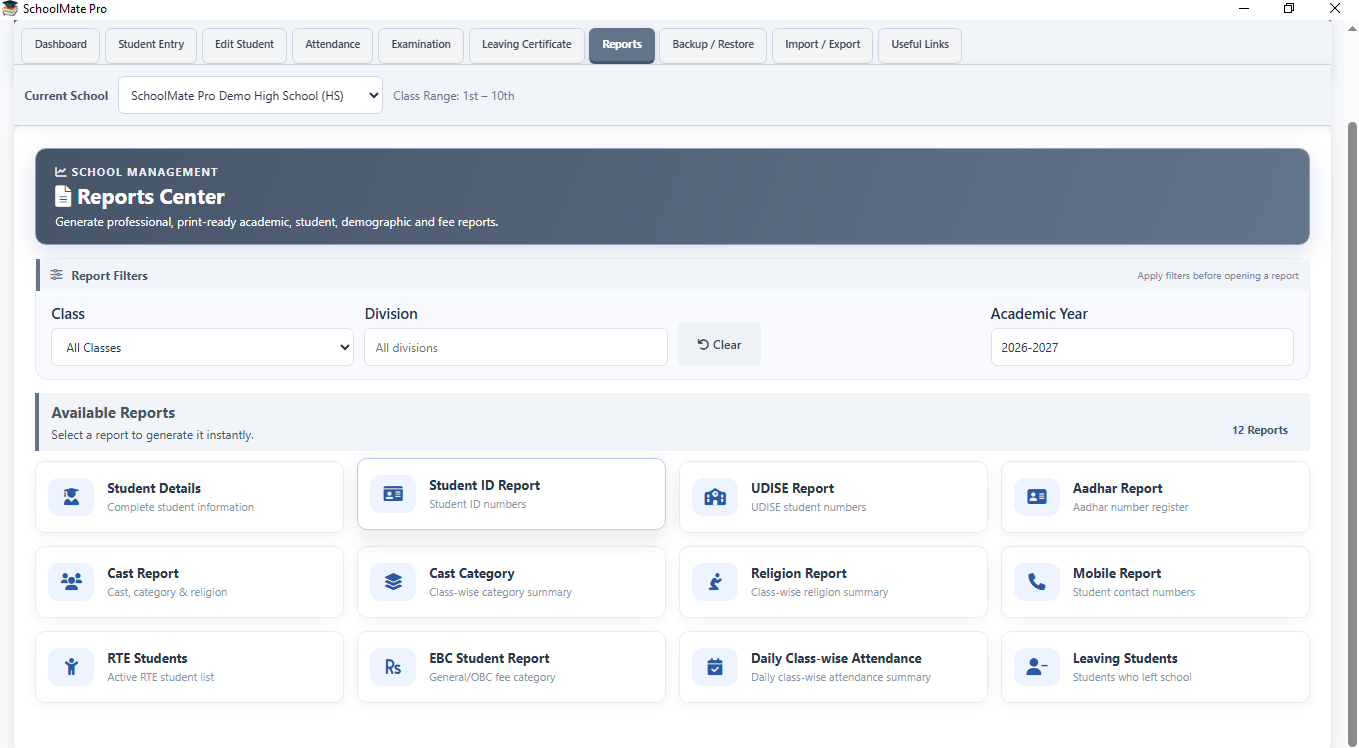 SchoolMate Pro
Dashboard
Student Entry
Edit Student
Attendance
Examination
Leaving Certificate
Reports
Backup / Restore
Import / Export
Useful Links
Current School
SchoolMate Pro Demo High School (HS)
Class Range: 1st – 10th
SCHOOL MANAGEMENT
Reports Center
Generate professional, print-ready academic, student, demographic and fee reports.
Report Filters
Apply filters before opening a report
Class
Division
Academic Year
All Classes
All divisions
Clear
2026-2027
Available Reports
Select a report to generate it instantly.
12 Reports
Student Details
Complete student information
Student ID Report
Student ID numbers
UDISE Report
UDISE student numbers
Aadhar Report
Aadhar number register
Cast Report
Cast, category & religion
Cast Category
Class-wise category summary
Religion Report
Class-wise religion summary
Mobile Report
Student contact numbers
RTE Students
Active RTE student list
Rs
EBC Student Report
General/OBC fee category
Daily Class-wise Attendance
Daily class-wise attendance summary
Leaving Students
Students who left school